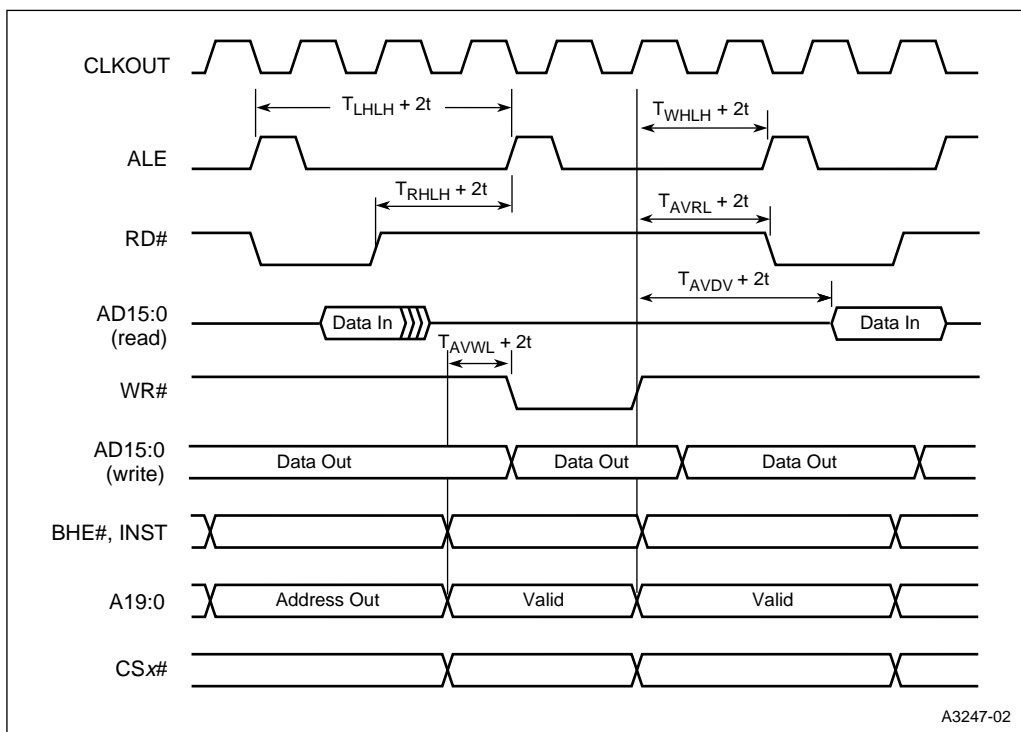 CLKOUT
T_LHLH + 2t
T_WHLH + 2t
ALE
T_RHLH + 2t
T_AVRL + 2t
RD#
T_AVDV + 2t
AD15:0
(read)
Data In
Data In
T_AVWL + 2t
WR#
AD15:0
(write)
Data Out
Data Out
Data Out
BHE#, INST
A19:0
Address Out
Valid
Valid
CSx#
A3247-02